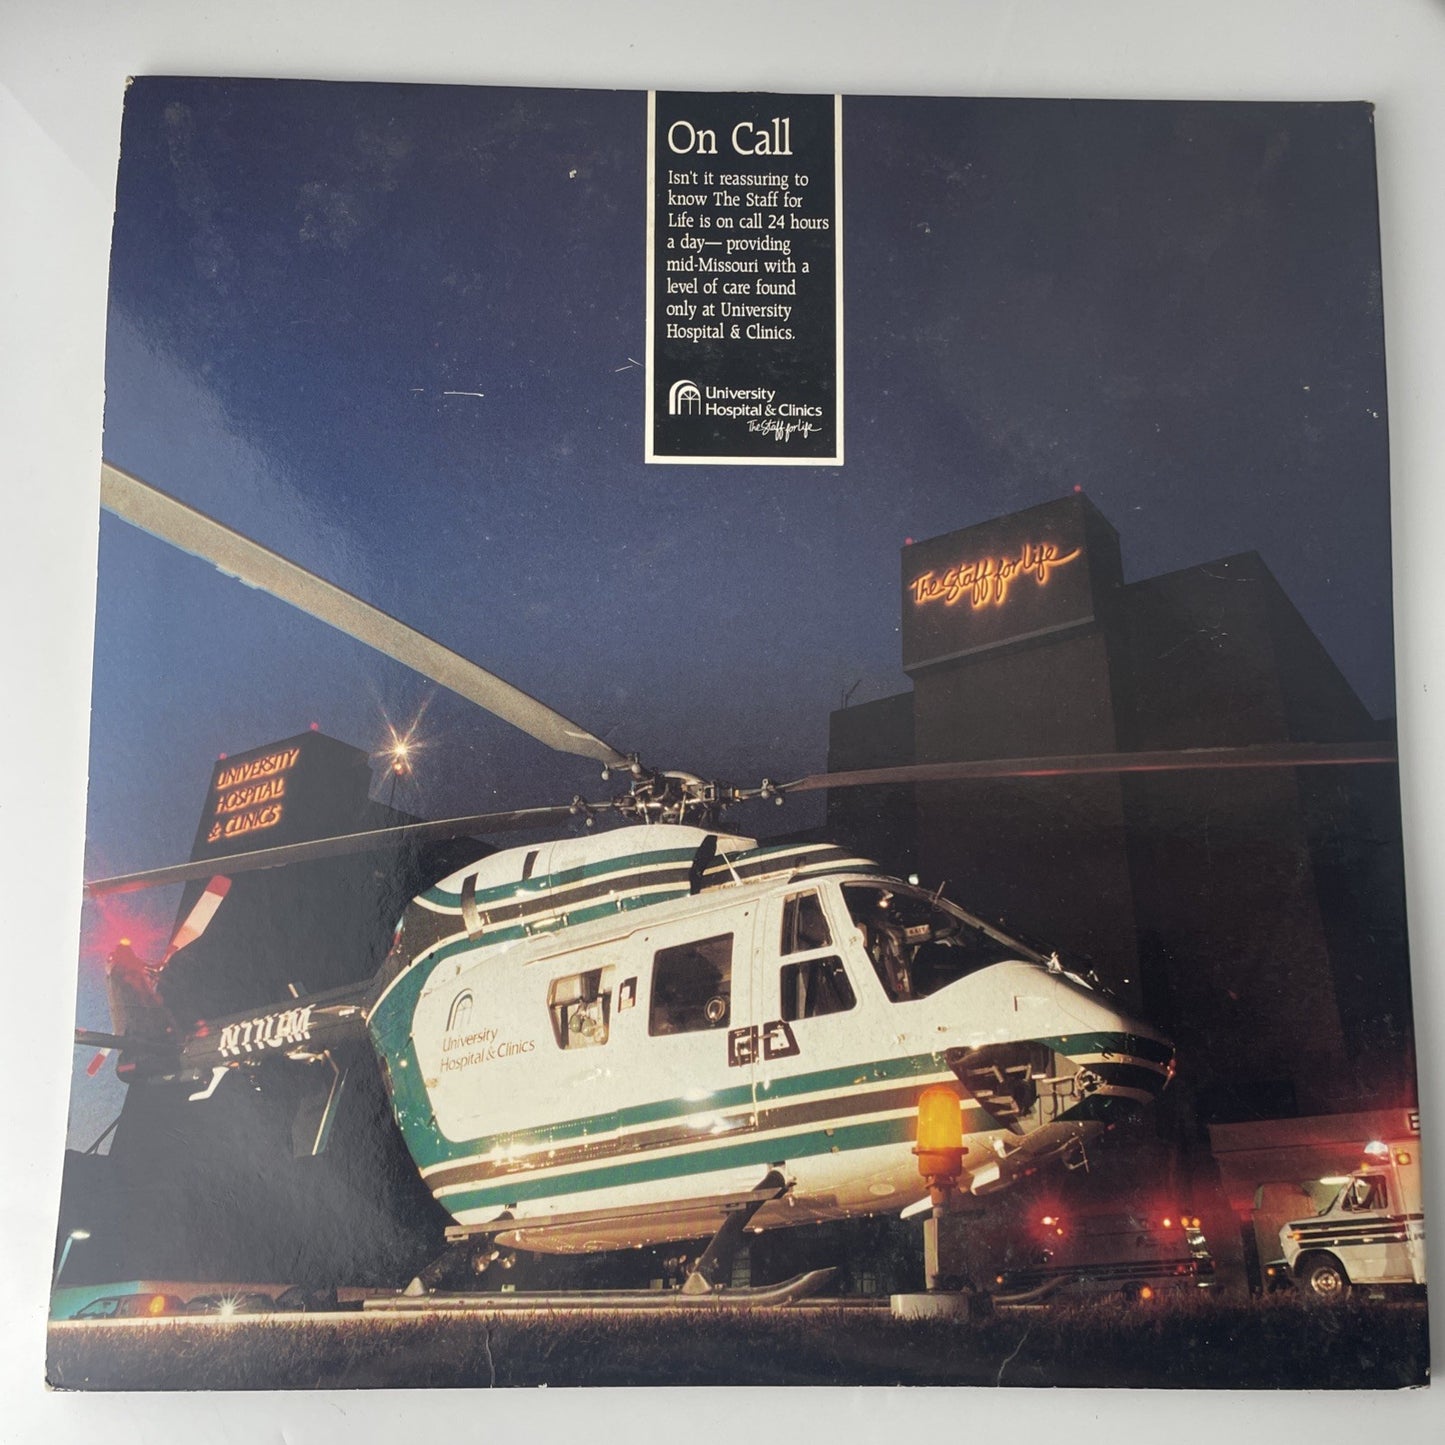 On Call
Isn't it reassuring to
know The Staff for
Life is on call 24 hours
a day— providing
mid-Missouri with a
level of care found
only at University
Hospital & Clinics.
University
Hospital & Clinics
The Staff for Life
The Staff for Life
UNIVERSITY
HOSPITAL
& CLINICS
N11UM
University
Hospital & Clinics
E